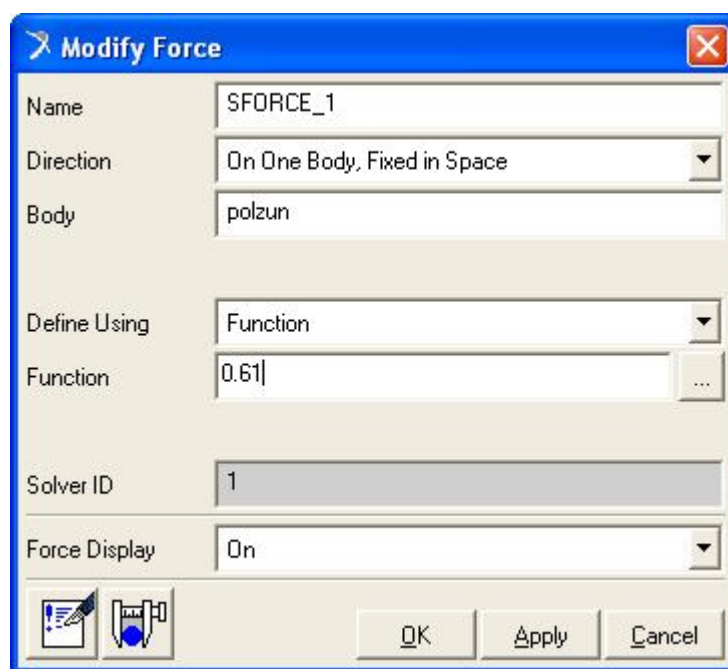 Modify Force
Name SFORCE_1
Direction On One Body, Fixed in Space
Body polzun
Define Using Function
Function 0.61 ...
Solver ID 1
Force Display On
OK Apply Cancel